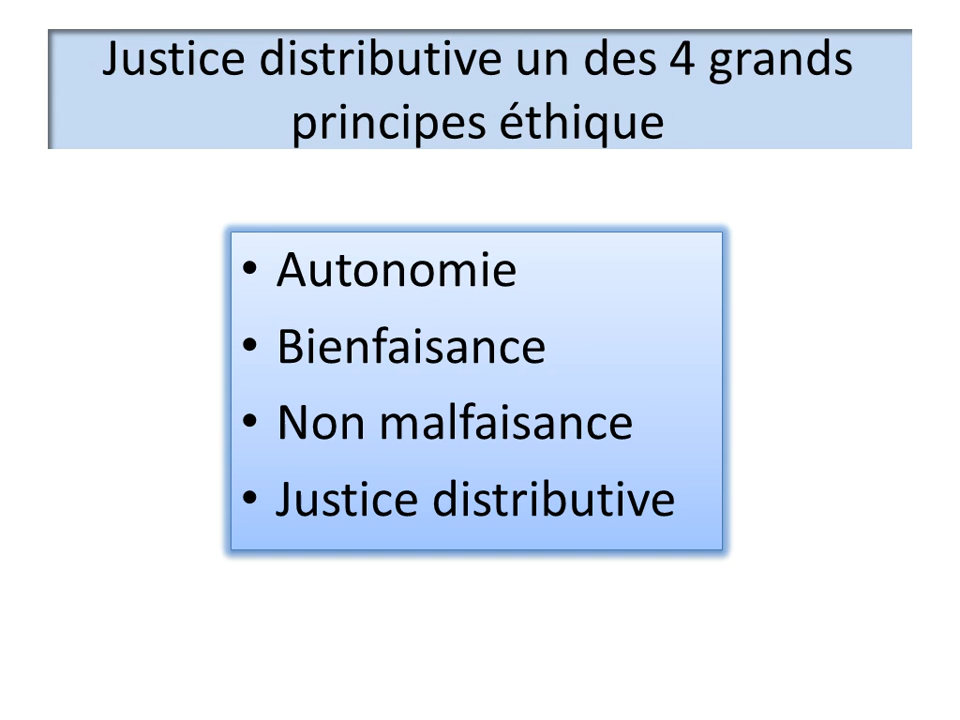 Justice distributive un des 4 grands
principes éthique
• Autonomie
• Bienfaisance
• Non malfaisance
• Justice distributive